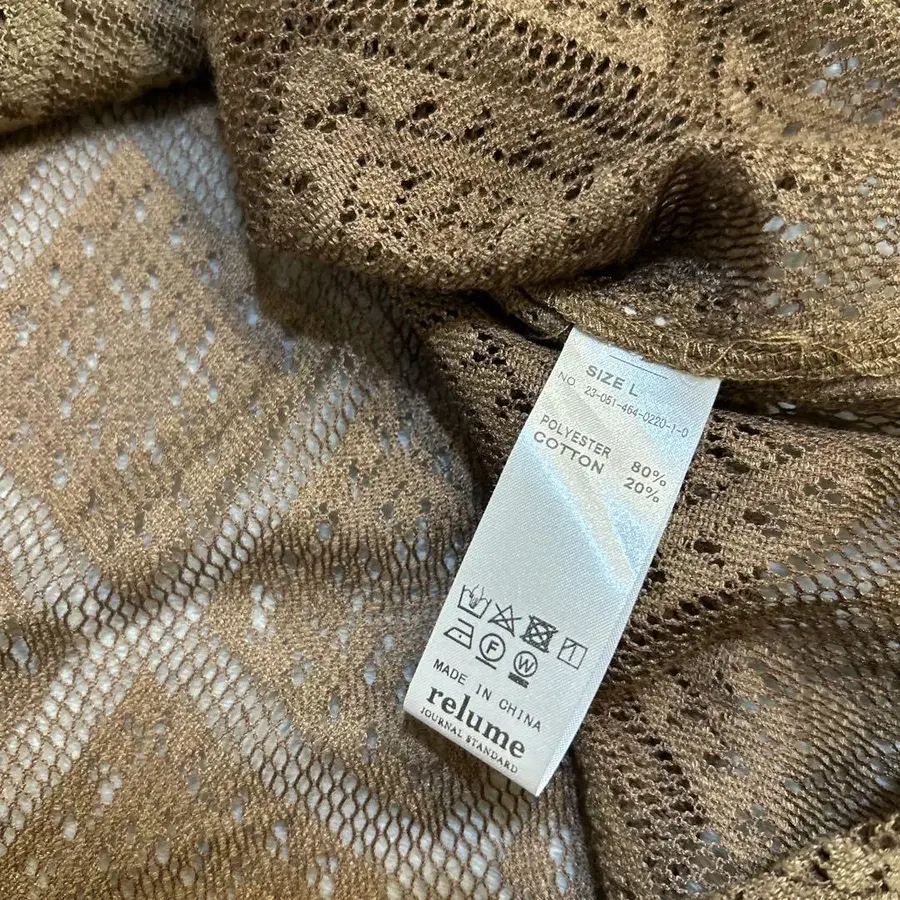 SIZE L
NO 23-051-464-0220-1-0
POLYESTER 80%
COTTON 20%
F W
MADE IN CHINA
relume
JOURNAL STANDARD